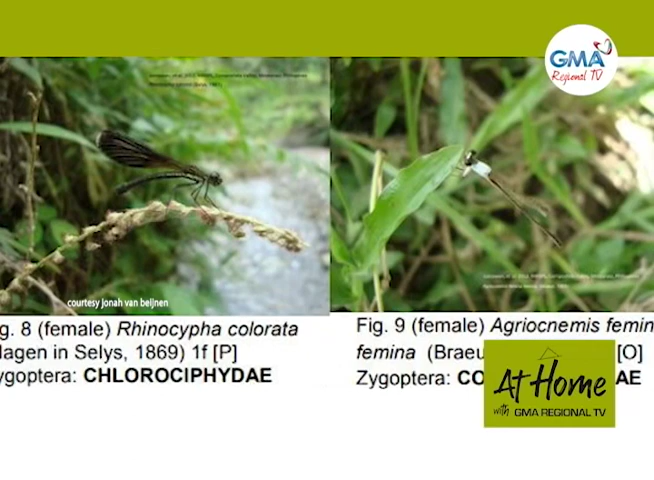 GMA
Regional TV
courtesy jonah van beijnen
g. 8 (female) Rhinocypha colorata
Hagen in Selys, 1869) 1f [P]
ygoptera: CHLOROCIPHYDAE
Fig. 9 (female) Agriocnemis femin
femina (Braeu [O]
Zygoptera: CO AE
At Home
with GMA REGIONAL TV